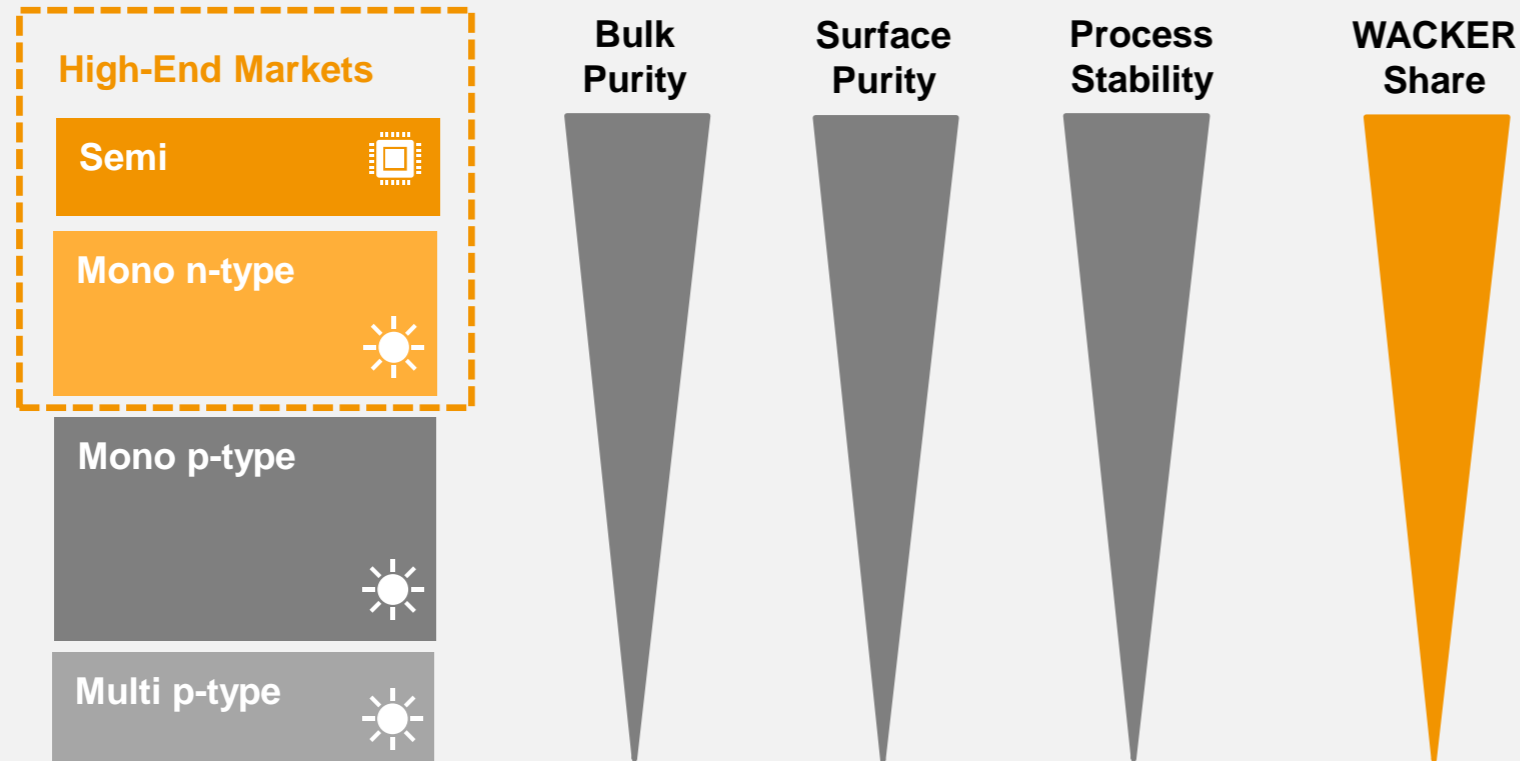 High-End Markets
Semi
Mono n-type
Mono p-type
Multi p-type
Bulk
Purity
Surface
Purity
Process
Stability
WACKER
Share